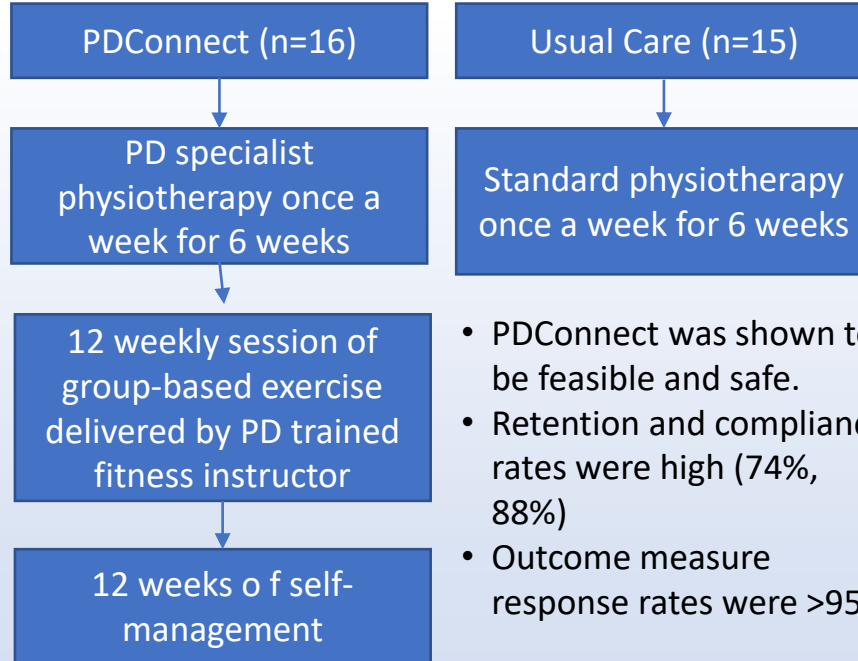 PDConnect (n=16)
PD specialist
physiotherapy once a
week for 6 weeks
12 weekly session of
group-based exercise
delivered by PD trained
fitness instructor
12 weeks o f self-
management
Usual Care (n=15)
Standard physiotherapy
once a week for 6 weeks
• PDConnect was shown
be feasible and safe.
• Retention and
rates were high (74%,
88%)
• Outcome measure
response rates were >95